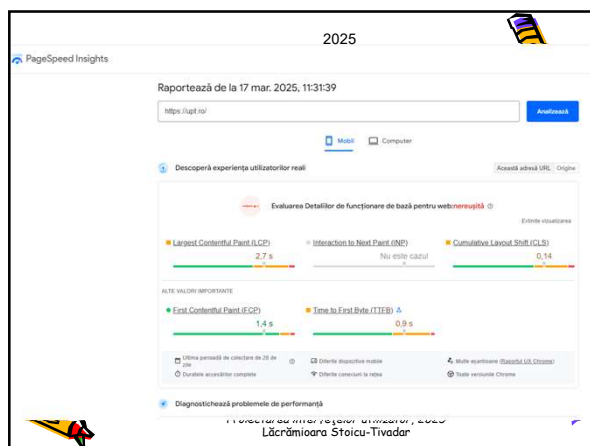 2025
PageSpeed Insights
Raportează de la 17 mar. 2025, 11:31:39
https://upt.ro/
Analizează
Mobil Computer
Descoperă experiența utilizatorilor reali
Această adresă URL Origine
Evaluarea Detaliilor de funcționare de bază pentru web:nereușită
Extinde vizualizarea
Largest Contentful Paint (LCP) Interaction to Next Paint (INP) Cumulative Layout Shift (CLS)
2,7 s Nu este cazul 0,14
ALTE VALORI IMPORTANTE
First Contentful Paint (FCP) Time to First Byte (TTFB)
1,4 s 0,9 s
Ultima perioadă de colectare de 28 de zile Diferite dispozitive mobile Multe eșantioane (Raportul UX Chrome)
Duratele accesărilor complete Diferite conexiuni la rețea Toate versiunile Chrome
Diagnostichează problemele de performanță
Proiectarea interfețelor utilizator, 2025
Lăcrămioara Stoicu-Tivadar